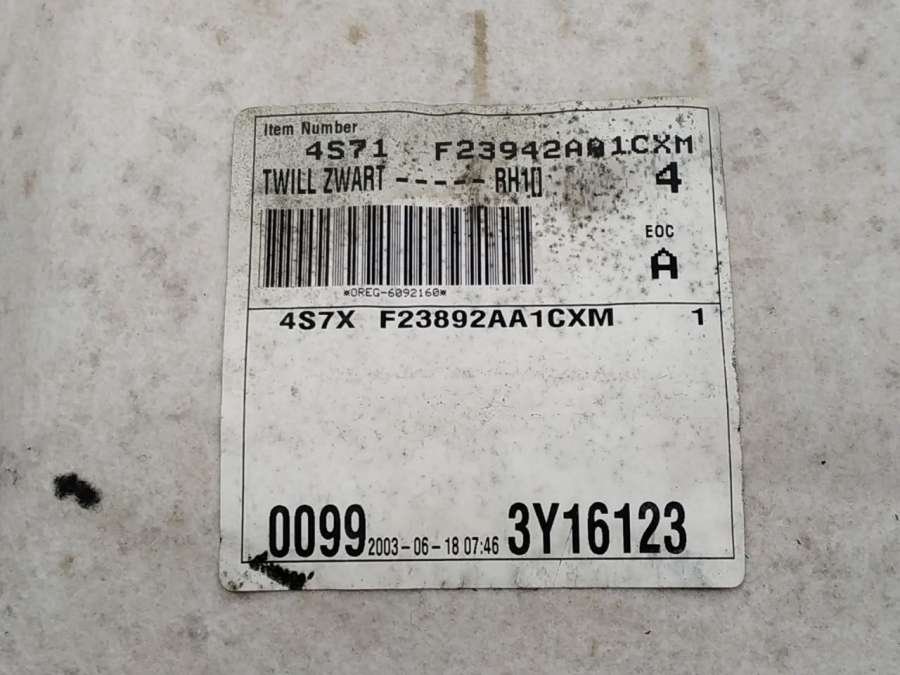 Item Number
4S71 F23942AA1CXM
TWILL ZWART ----- RH1[]  4
EOC
A
*OREG-6092160*
4S7X F23892AA1CXM 1
0099 2003-06-18 07:46 3Y16123